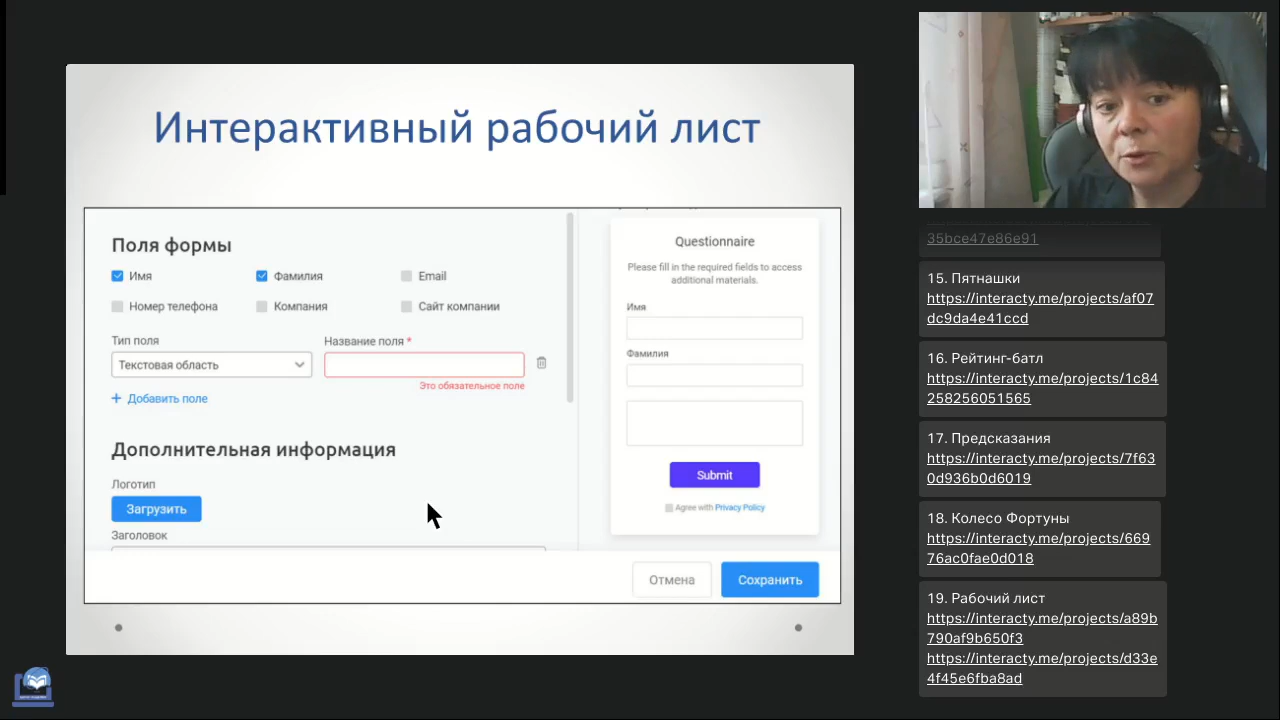 Интерактивный рабочий лист
Поля формы
Имя
Фамилия
Email
Номер телефона
Компания
Сайт компании
Тип поля
Название поля *
Текстовая область
Это обязательное поле
+ Добавить поле
Дополнительная информация
Логотип
Загрузить
Заголовок
Questionnaire
Please fill in the required fields to access
additional materials.
Имя
Фамилия
Submit
Agree with Privacy Policy
Отмена
Сохранить
35bce47e86e91
15. Пятнашки
https://interacty.me/projects/af07
dc9da4e41ccd
16. Рейтинг-батл
https://interacty.me/projects/1c84
258256051565
17. Предсказания
https://interacty.me/projects/7f63
0d936b0d6019
18. Колесо Фортуны
https://interacty.me/projects/669
76ac0fae0d018
19. Рабочий лист
https://interacty.me/projects/a89b
790af9b650f3
https://interacty.me/projects/d33e
4f45e6fba8ad